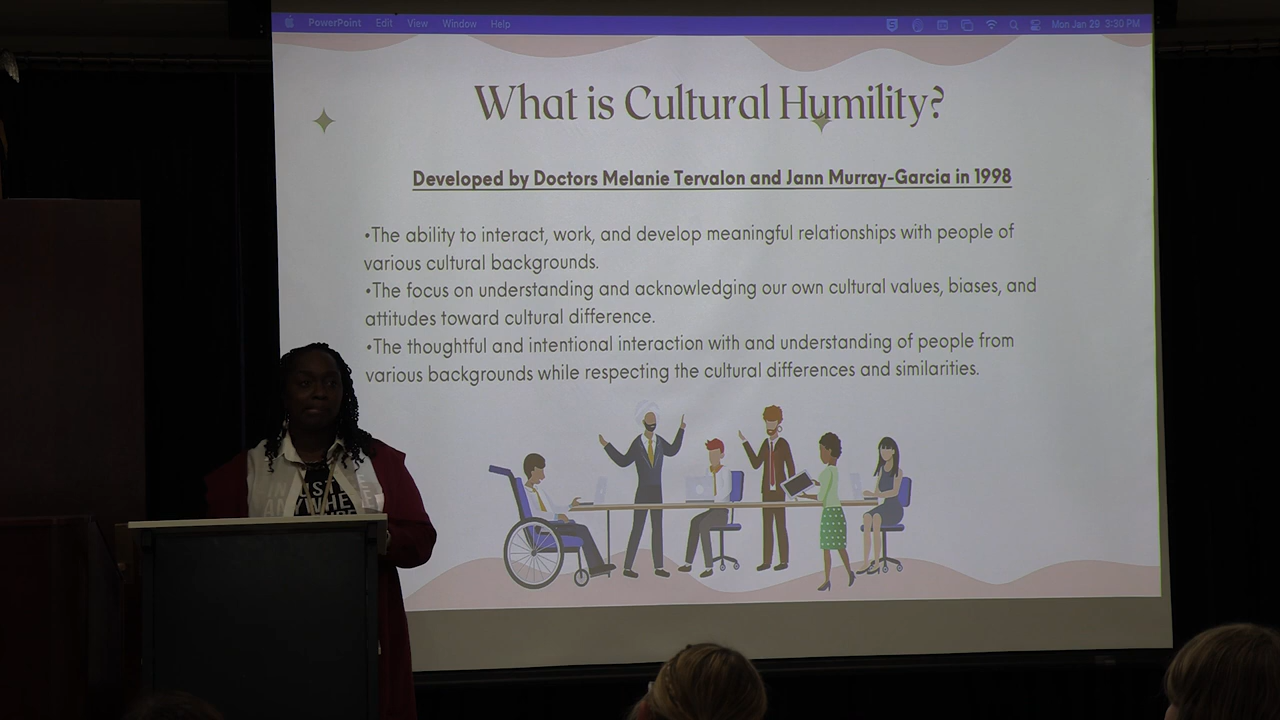 PowerPoint Edit View Window Help Mon Jan 29 3:30 PM
What is Cultural Humility?
Developed by Doctors Melanie Tervalon and Jann Murray-Garcia in 1998
•The ability to interact, work, and develop meaningful relationships with people of
various cultural backgrounds.
•The focus on understanding and acknowledging our own cultural values, biases, and
attitudes toward cultural difference.
•The thoughtful and intentional interaction with and understanding of people from
various backgrounds while respecting the cultural differences and similarities.